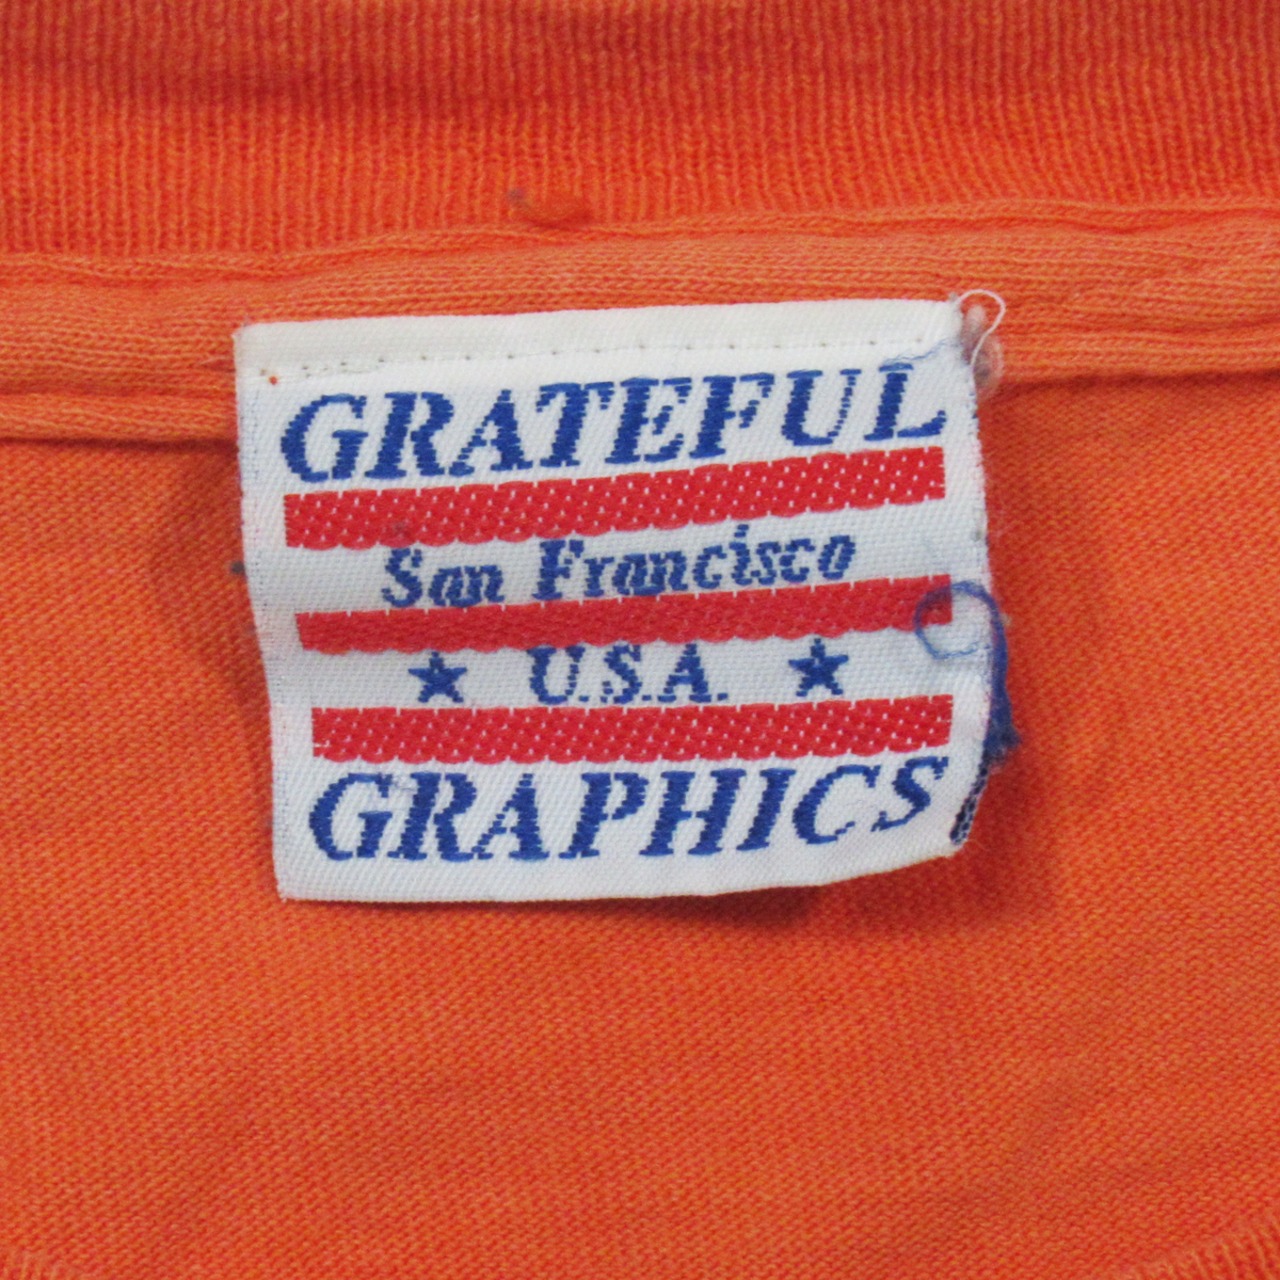 GRATEFUL
San Francisco
★ U.S.A. ★
GRAPHICS